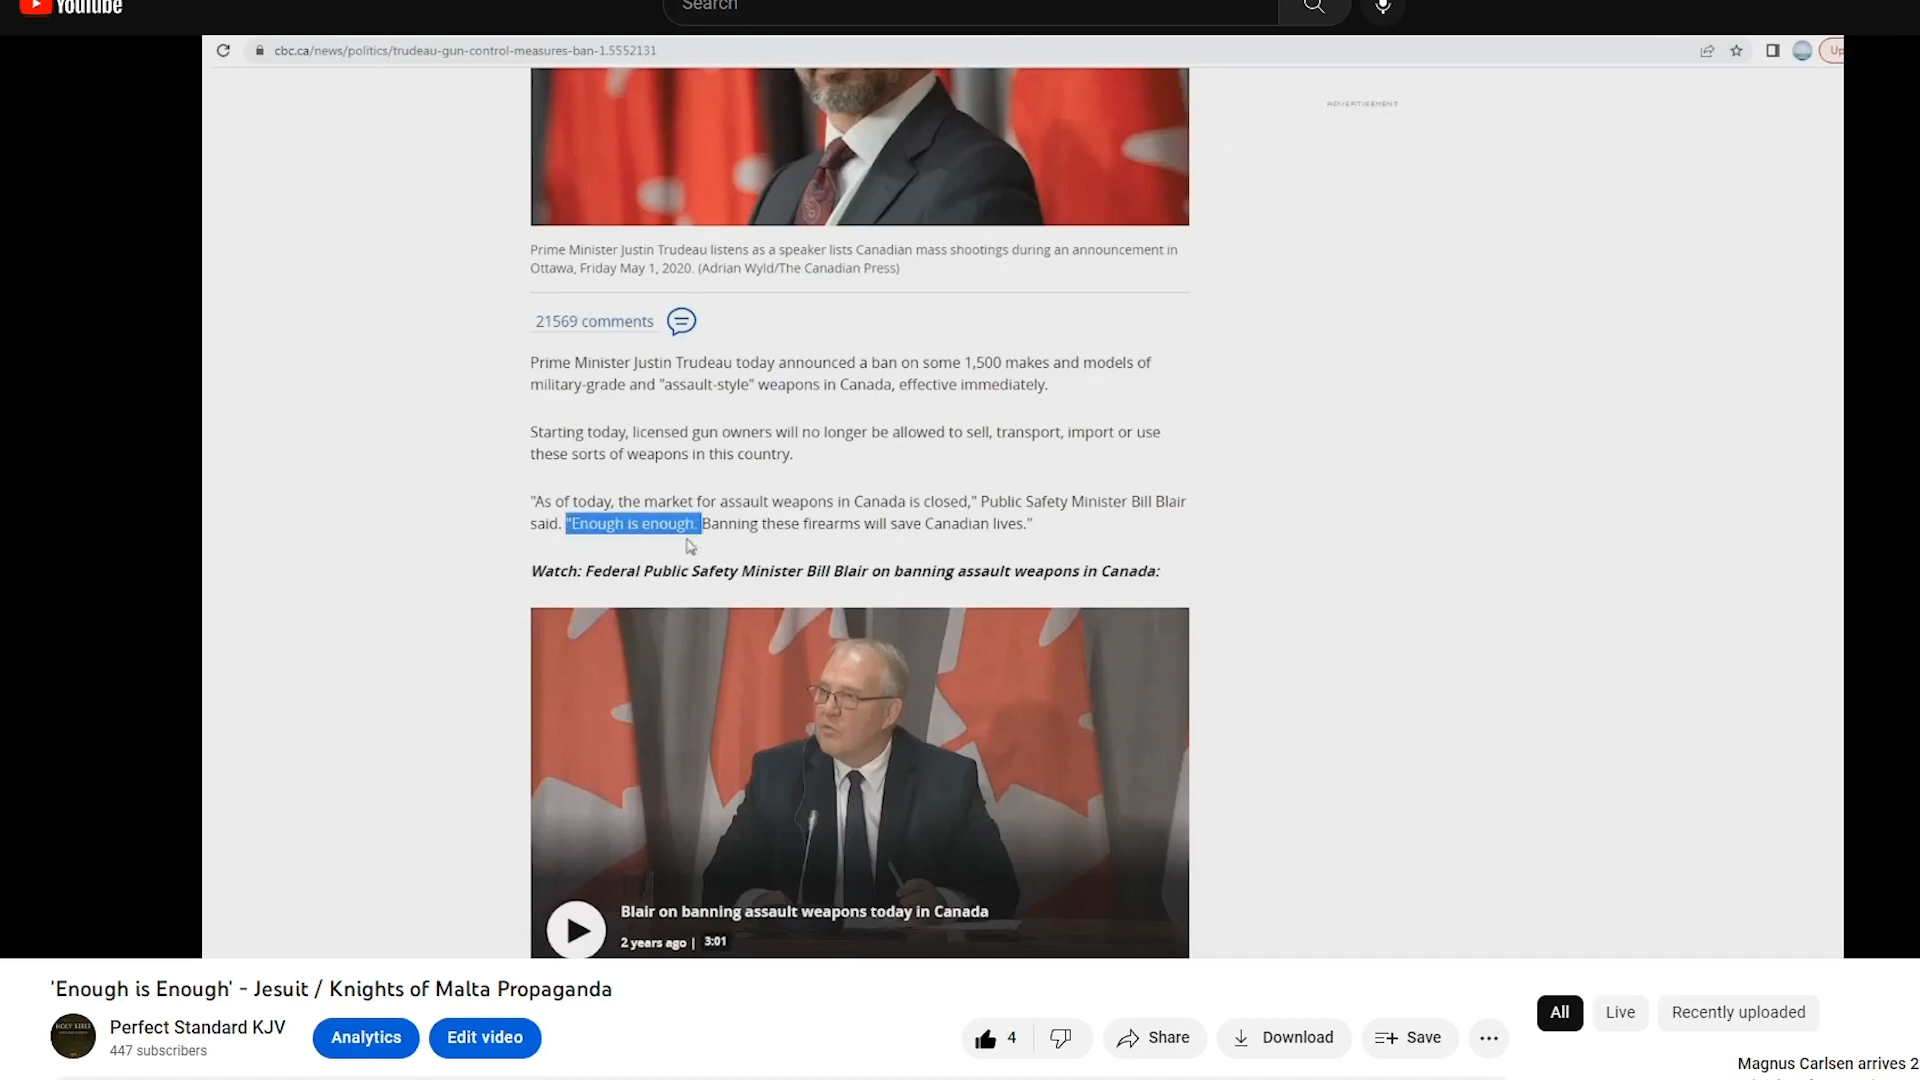 YouTube
Search
cbc.ca/news/politics/trudeau-gun-control-measures-ban-1.5552131
Up
ADVERTISEMENT
Prime Minister Justin Trudeau listens as a speaker lists Canadian mass shootings during an announcement in
Ottawa, Friday May 1, 2020. (Adrian Wyld/The Canadian Press)
21569 comments
Prime Minister Justin Trudeau today announced a ban on some 1,500 makes and models of
military-grade and "assault-style" weapons in Canada, effective immediately.
Starting today, licensed gun owners will no longer be allowed to sell, transport, import or use
these sorts of weapons in this country.
"As of today, the market for assault weapons in Canada is closed," Public Safety Minister Bill Blair
said. "Enough is enough. Banning these firearms will save Canadian lives."
Watch: Federal Public Safety Minister Bill Blair on banning assault weapons in Canada:
Blair on banning assault weapons today in Canada
2 years ago | 3:01
'Enough is Enough' - Jesuit / Knights of Malta Propaganda
HOLY BIBLE
Perfect Standard KJV
447 subscribers
Analytics
Edit video
4
Share
Download
Save
All
Live
Recently uploaded
Magnus Carlsen arrives 2